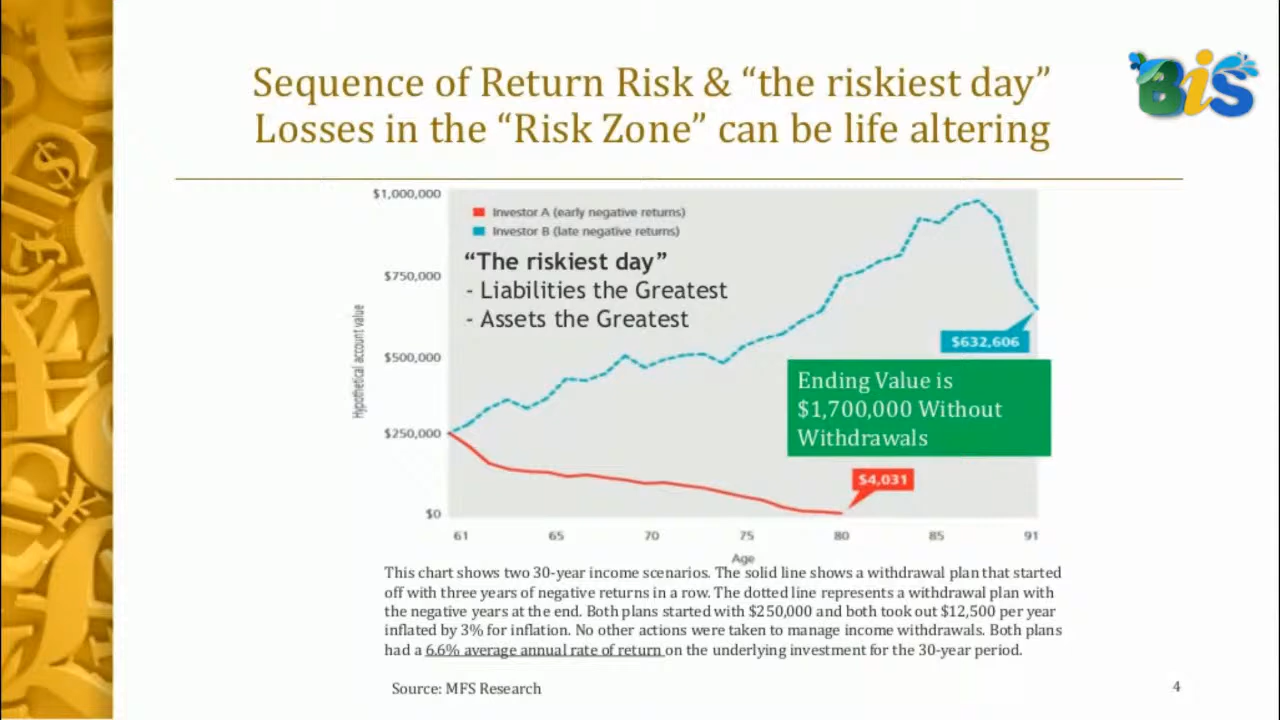 BiS
Sequence of Return Risk & “the riskiest day”
Losses in the “Risk Zone” can be life altering
$1,000,000
$750,000
$500,000
$250,000
$0
Hypothetical account value
Investor A (early negative returns)
Investor B (late negative returns)
“The riskiest day”
- Liabilities the Greatest
- Assets the Greatest
$632,606
Ending Value is
$1,700,000 Without
Withdrawals
$4,031
61 65 70 75 80 85 91
Age
This chart shows two 30-year income scenarios. The solid line shows a withdrawal plan that started
off with three years of negative returns in a row. The dotted line represents a withdrawal plan with
the negative years at the end. Both plans started with $250,000 and both took out $12,500 per year
inflated by 3% for inflation. No other actions were taken to manage income withdrawals. Both plans
had a 6.6% average annual rate of return on the underlying investment for the 30-year period.
Source: MFS Research
4